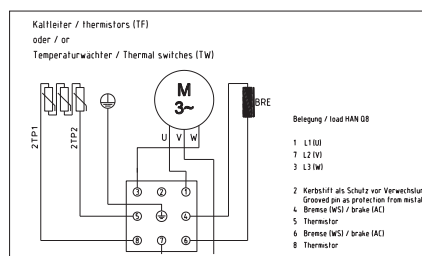 Kaltleiter / thermistors (TF)
oder / or
Temperaturwächter / Thermal switches (TW)
M
3~
BRE
U V W
2TP1
2TP2
3 2 1
5 4
8 7 6
Belegung / load HAN Q8
1 L1(U)
7 L2 (V)
3 L3 (W)
2 Kerbstift als Schutz vor
Grooved pin as protection from
4 Bremse (WS) / brake (AC)
5 Thermistor
6 Bremse (WS) / brake (AC)
8 Thermistor